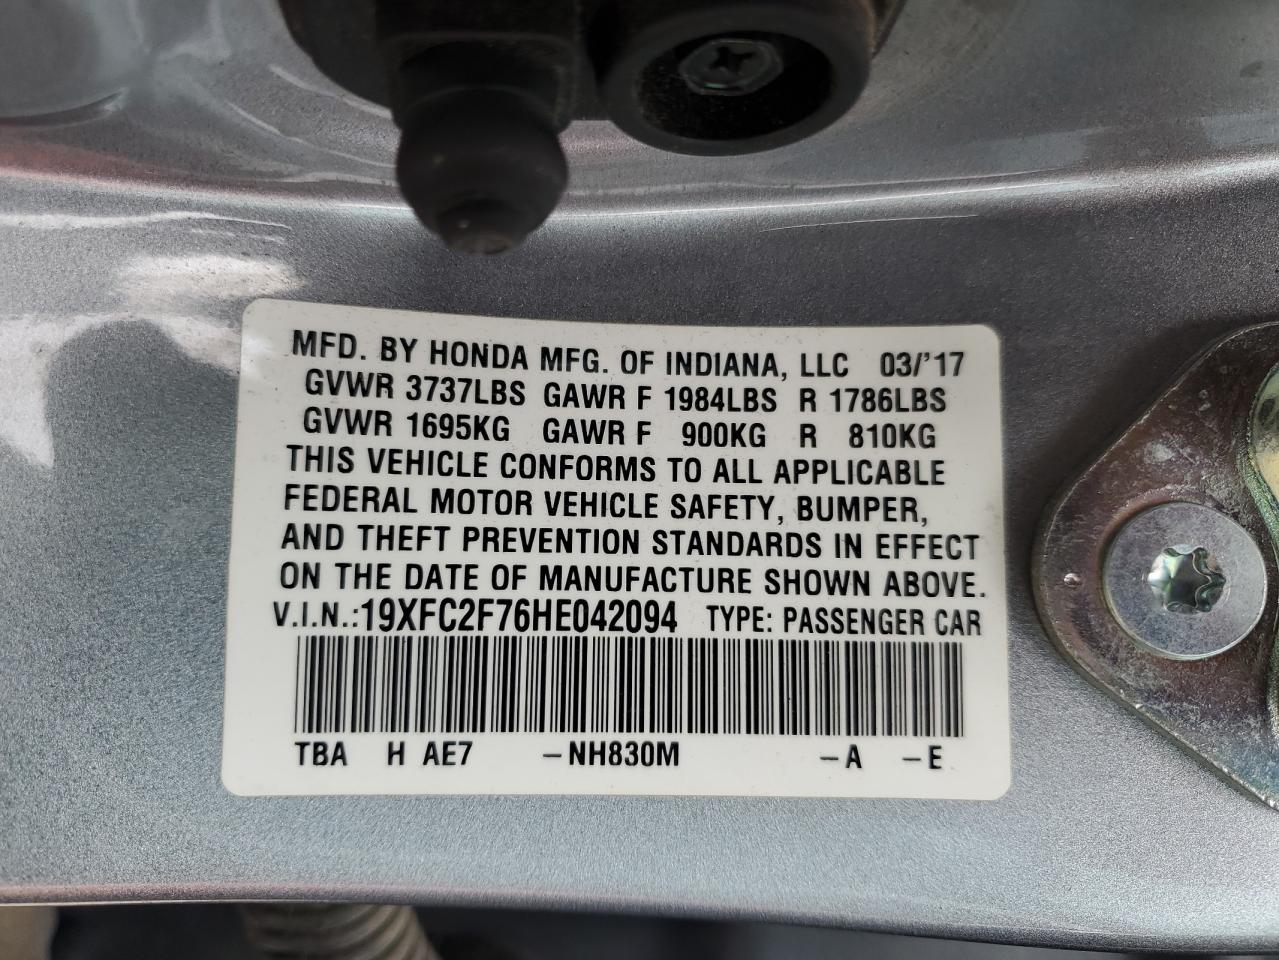 MFD. BY HONDA MFG. OF INDIANA, LLC 03/'17
GVWR 3737LBS GAWR F 1984LBS R 1786LBS
GVWR 1695KG GAWR F 900KG R 810KG
THIS VEHICLE CONFORMS TO ALL APPLICABLE
FEDERAL MOTOR VEHICLE SAFETY, BUMPER,
AND THEFT PREVENTION STANDARDS IN EFFECT
ON THE DATE OF MANUFACTURE SHOWN ABOVE.
V.I.N.:19XFC2F76HE042094 TYPE: PASSENGER CAR
TBA H AE7 –NH830M –A –E